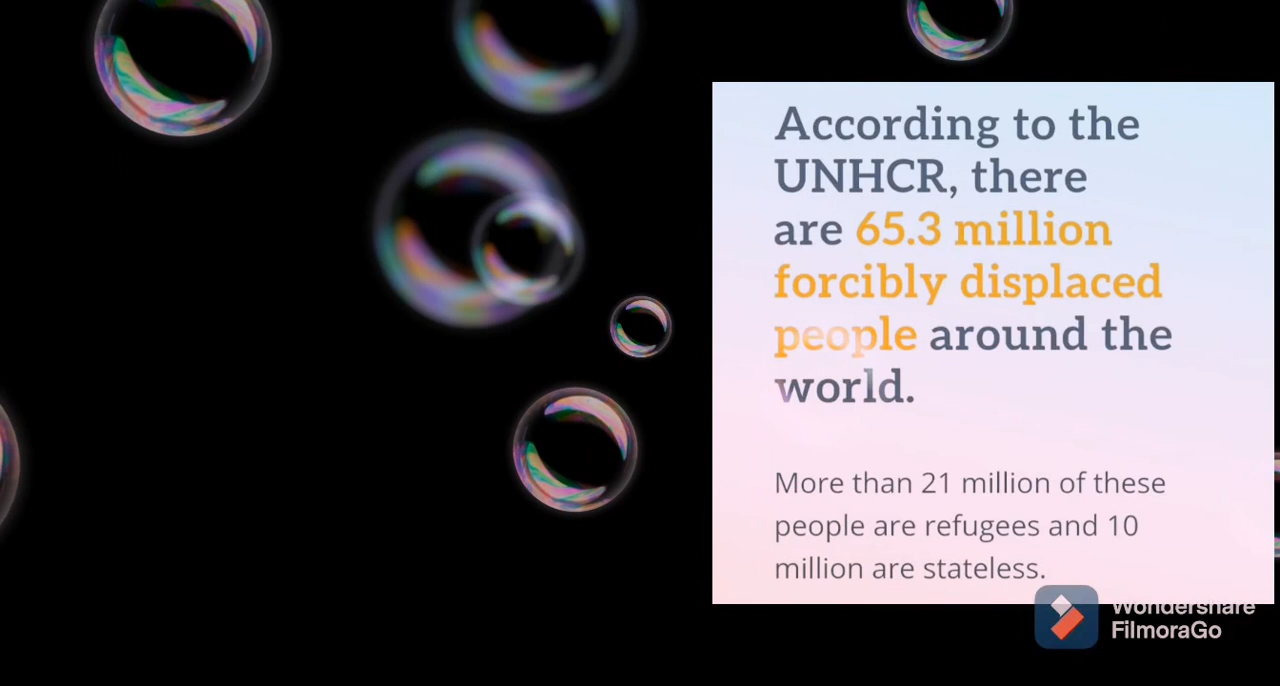 According to the
UNHCR, there
are 65.3 million
forcibly displaced
people around the
world.
More than 21 million of these
people are refugees and 10
million are stateless.
Wondershare
FilmoraGo